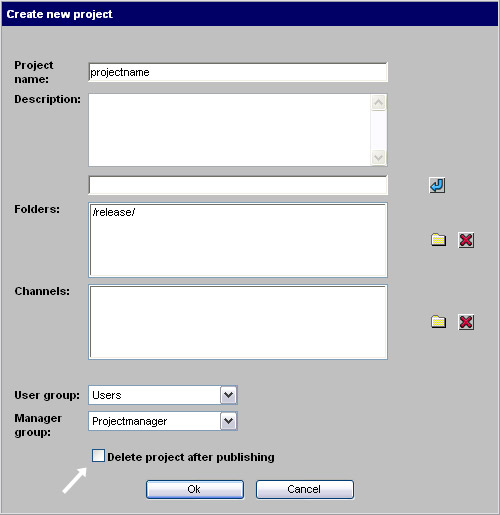 Create new project
Project
name:
projectname
Description:
Folders:
/release/
Channels:
User group:
Users
Manager
group:
Projectmanager
Delete project after publishing
Ok
Cancel